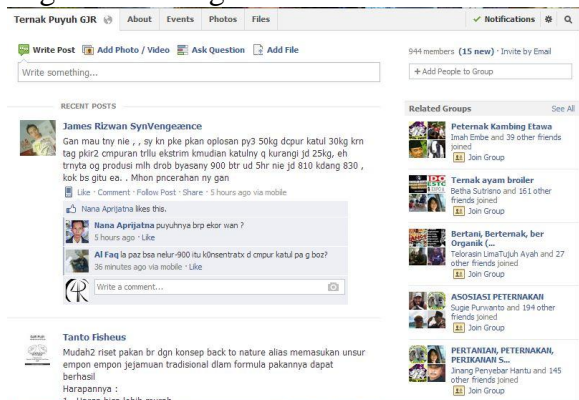 Ternak Puyuh GJR About Events Photos Files Notifications
Write Post Add Photo / Video Ask Question Add File
Write something...
RECENT POSTS
James Rizwan SynVengeænce
Gan mau tny nie , , sy kn pke pkan oplosan py3 50kg dcpur katul 30kg krn
tag pkir2 cmpuran trllu ekstrim kmudian katulny q kurangi jd 25kg, eh
trnyta og produsi mlh drob byasany 900 btr ud 5hr nie jd 810 kdang 830 ,
kok bs gitu ea. . Mhon pncerahan ny gan
Like · Comment · Follow Post · Share · 5 hours ago via mobile
Nana Aprijatna likes this.
Nana Aprijatna puyuhnya brp ekor wan ?
5 hours ago · Like
Al Faq la paz bsa nelur-900 itu k0nsentratx d cmpur katul pa g boz?
36 minutes ago via mobile · Like
Write a comment...
Tanto Fisheus
Mudah2 riset pakan br dgn konsep back to nature alias memasukan unsur
empon empon jejamuan tradisional dlam formula pakannya dapat
berhasil
Harapannya :
944 members (15 new) · Invite by Email
+ Add People to Group
Related Groups See All
Peternak Kambing Etawa
Imah Embe and 39 other friends
joined
Join Group
Ternak ayam broiler
Betha Sutrisno and 161 other
friends joined
Join Group
Bertani, Berternak, ber
Organik (...
Telorasin LimaTujuh Ayah and 27
other friends joined
Join Group
ASOSIASI PETERNAKAN
Sugie Purwanto and 194 other
friends joined
Join Group
PERTANIAN, PETERNAKAN,
PERIKANAN S...
Jinang Penyebar Hantu and 145
other friends joined
Join Group